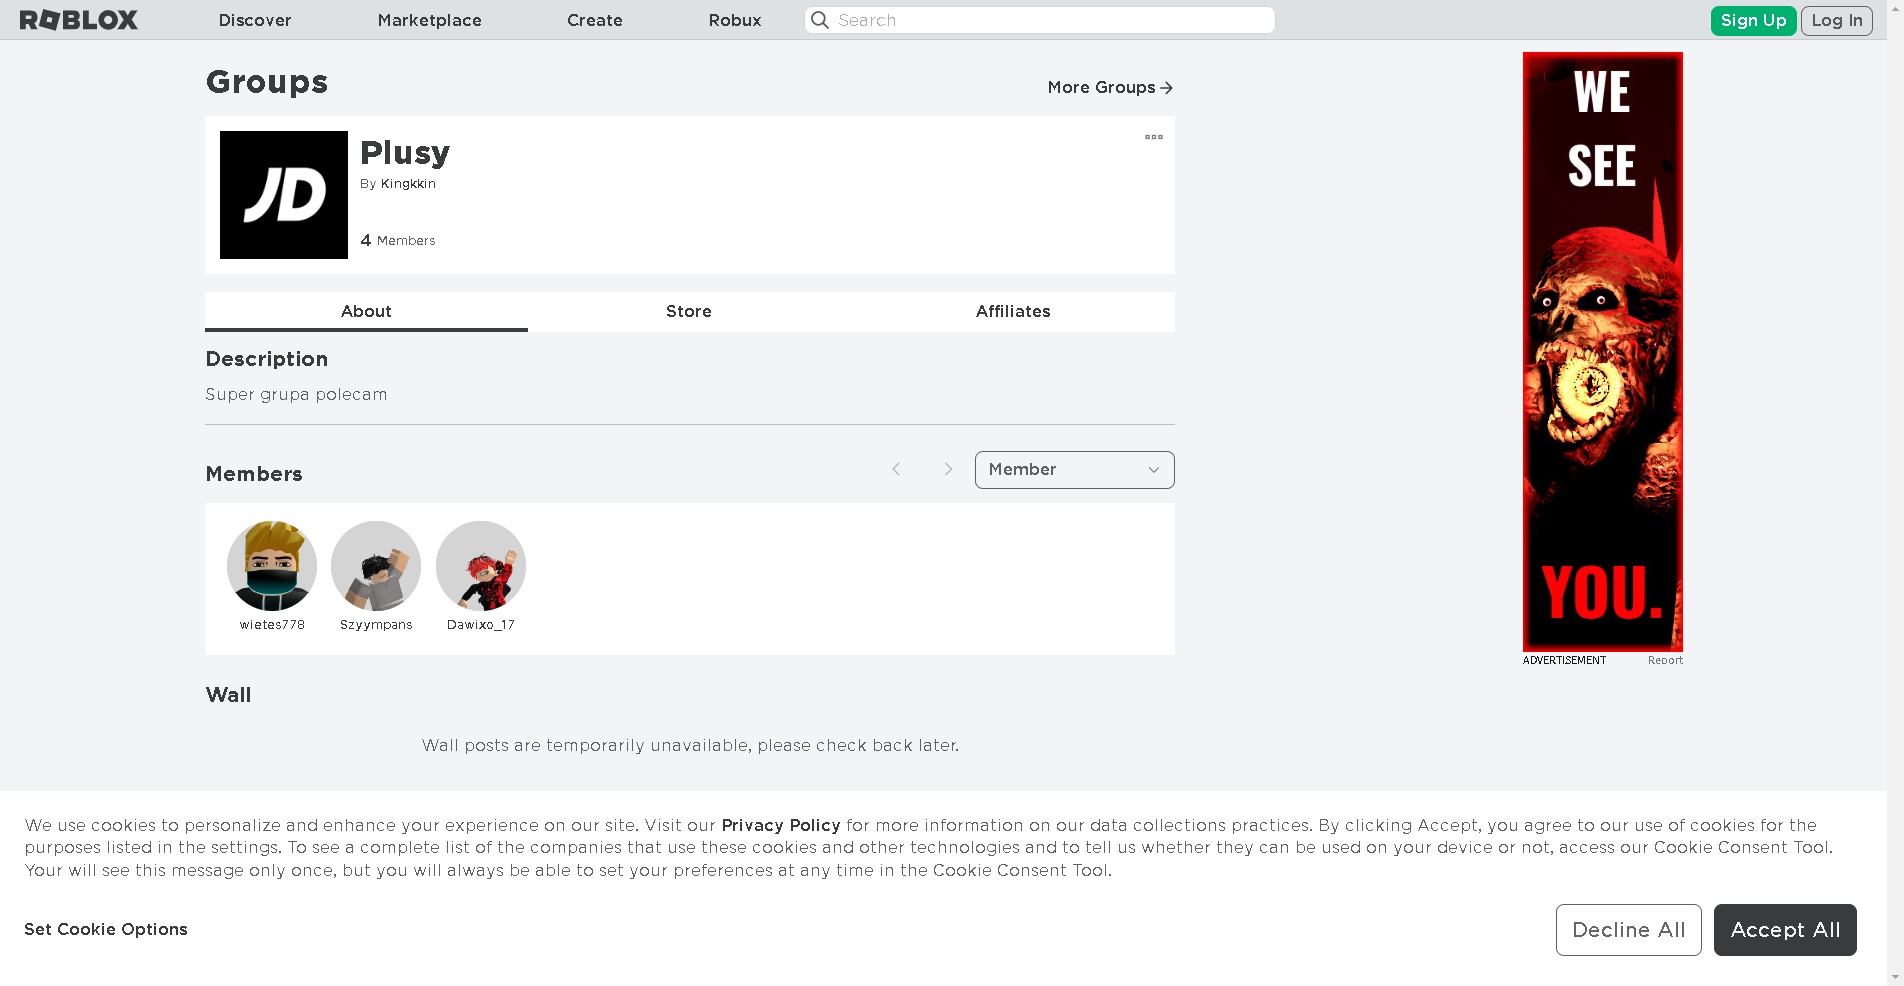 ROBLOX
Discover
Marketplace
Create
Robux
Search
Sign Up
Log In
Groups
More Groups
JD
Plusy
By Kingkkin
4 Members
About
Store
Affiliates
Description
Super grupa polecam
Members
Member
wietes778
Szyympans
Dawixo_17
Wall
Wall posts are temporarily unavailable, please check back later.
WE
SEE
YOU.
ADVERTISEMENT
Report
We use cookies to personalize and enhance your experience on our site. Visit our Privacy Policy for more information on our data collections practices. By clicking Accept, you agree to our use of cookies for the
purposes listed in the settings. To see a complete list of the companies that use these cookies and other technologies and to tell us whether they can be used on your device or not, access our Cookie Consent Tool.
Your will see this message only once, but you will always be able to set your preferences at any time in the Cookie Consent Tool.
Set Cookie Options
Decline All
Accept All